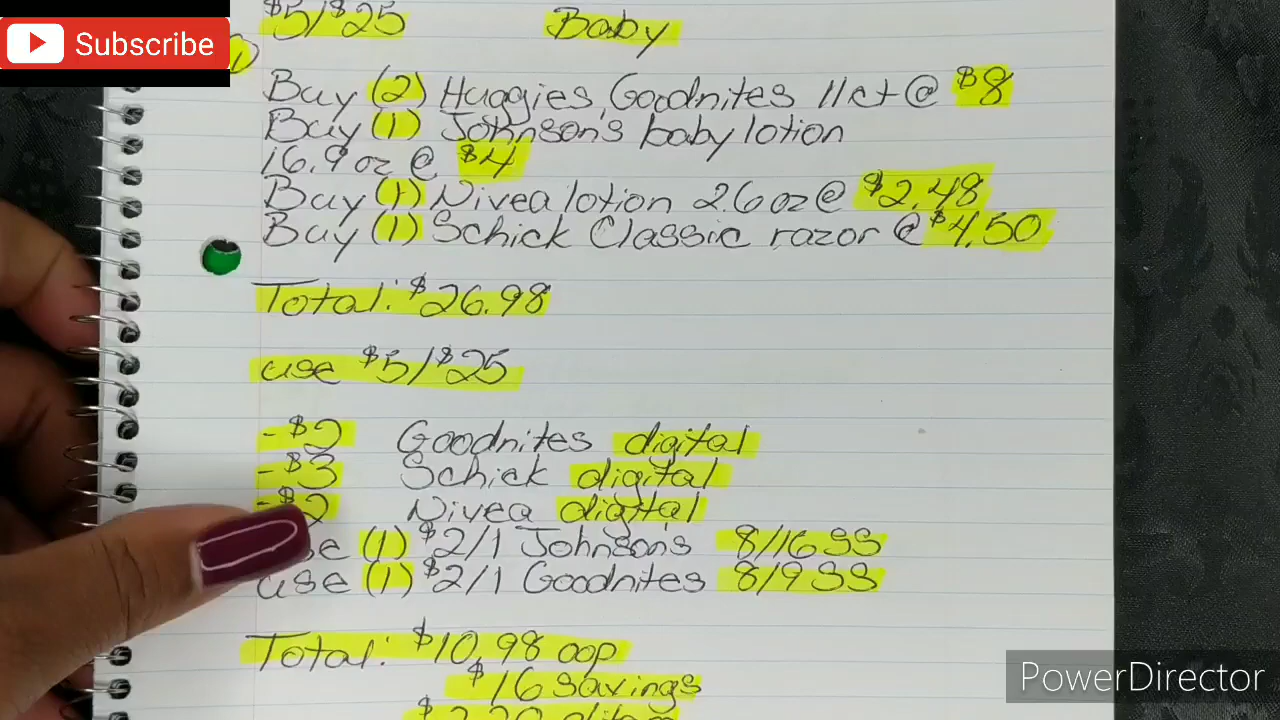 $5/$25 Baby
Subscribe
Buy (2) Huggies Goodnites 11ct @ $8
Buy (1) Johnson's baby lotion
16.9oz @ $4
Buy (1) Nivea lotion 2.6oz @ $2.48
Buy (1) Schick Classic razor @ $4.50
Total: $26.98
use $5/$25
-$2 Goodnites digital
-$3 Schick digital
-$2 Nivea digital
(1) $2/1 Johnson's 8/16 SS
use (1) $2/1 Goodnites 8/9 SS
Total: $10.98 oop
$16 savings
PowerDirector